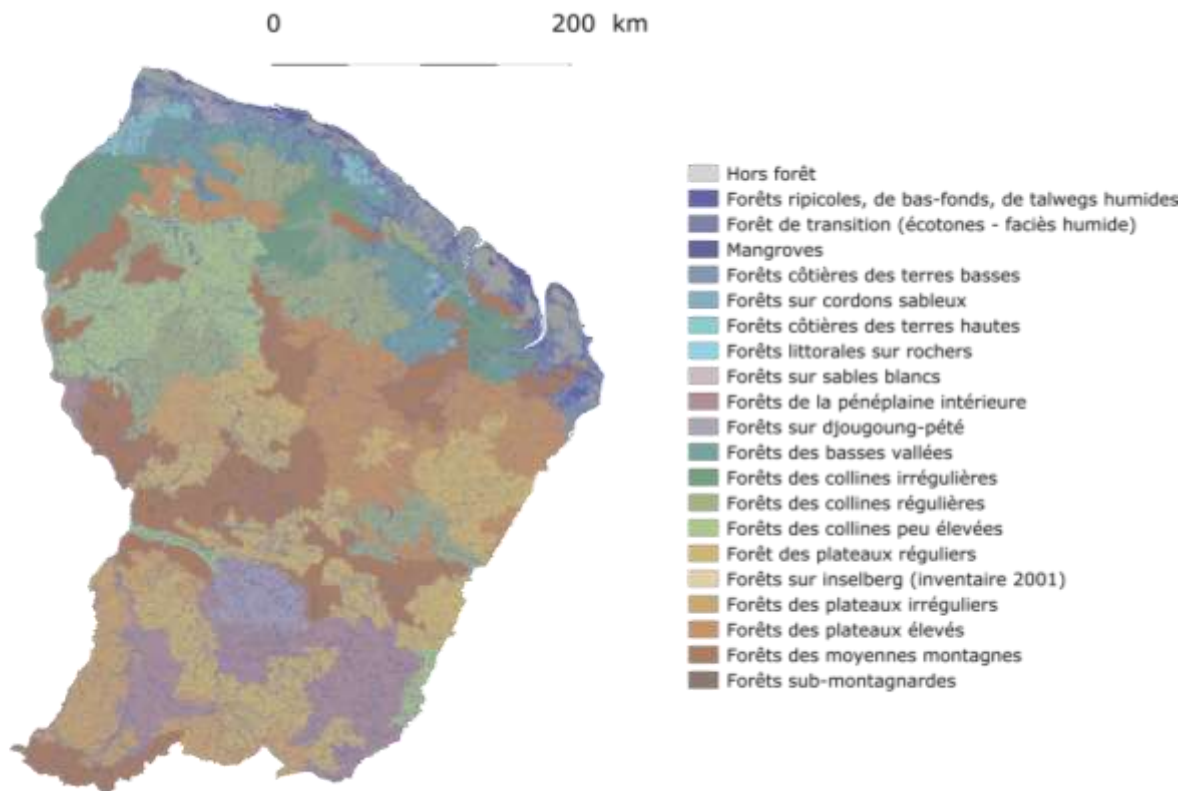 0 200 km
Hors forêt
Forêts ripicoles, de bas-fonds, de talwegs humides
Forêt de transition (écotones - faciès humide)
Mangroves
Forêts côtières des terres basses
Forêts sur cordons sableux
Forêts côtières des terres hautes
Forêts littorales sur rochers
Forêts sur sables blancs
Forêts de la pénéplaine intérieure
Forêts sur djougoung-pété
Forêts des basses vallées
Forêts des collines irrégulières
Forêts des collines régulières
Forêts des collines peu élevées
Forêt des plateaux réguliers
Forêts sur inselberg (inventaire 2001)
Forêts des plateaux irréguliers
Forêts des plateaux élevés
Forêts des moyennes montagnes
Forêts sub-montagnardes